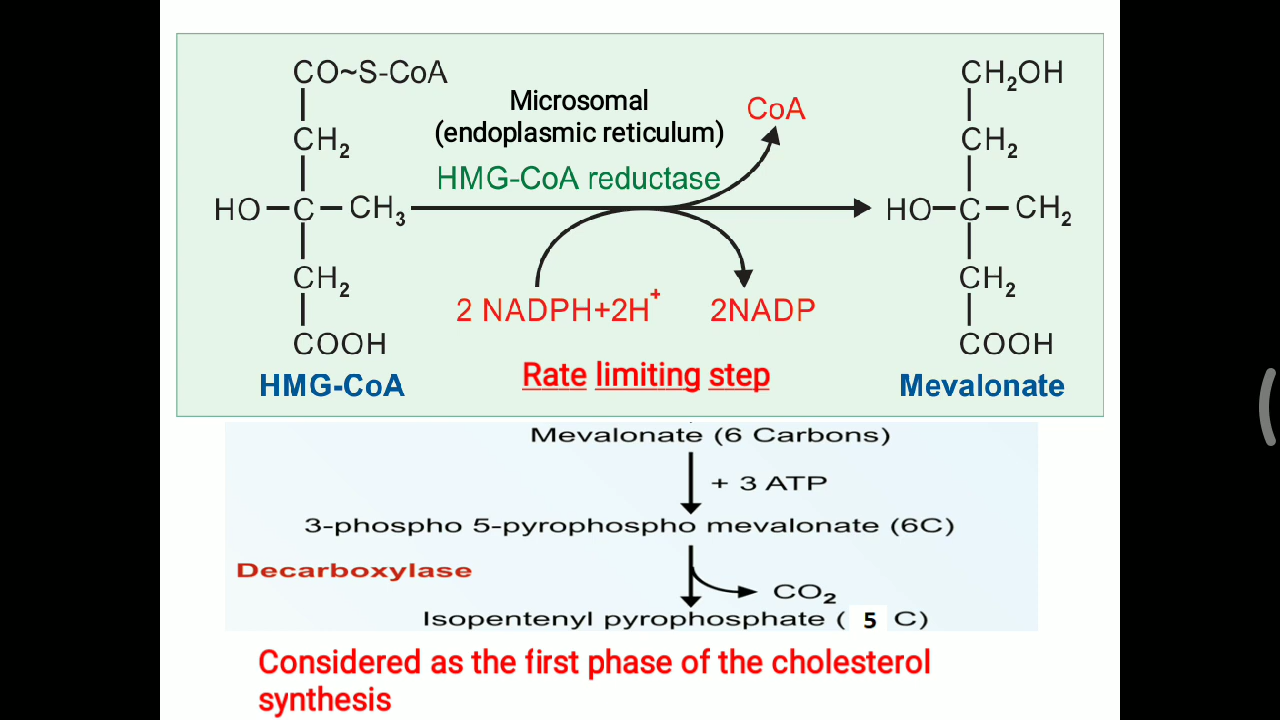 CO~S-CoA
CH₂
HO–C–CH₃
CH₂
COOH
HMG-CoA
Microsomal
(endoplasmic reticulum)
HMG-CoA reductase
CoA
2 NADPH+2H⁺
2NADP
Rate limiting step
CH₂OH
CH₂
HO–C–CH₂
CH₂
COOH
Mevalonate
Mevalonate (6 Carbons)
+ 3 ATP
3-phospho 5-pyrophospho mevalonate (6C)
Decarboxylase
CO₂
Isopentenyl pyrophosphate ( 5 C)
Considered as the first phase of the cholesterol
synthesis